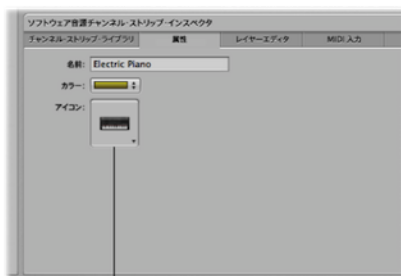 ソフトウェア音源チャンネル・ストリップ・インスペクタ
チャンネル・ストリップ・ライブラリ 属性 レイヤーエディタ MIDI 入力
名前: Electric Piano
カラー:
アイコン: